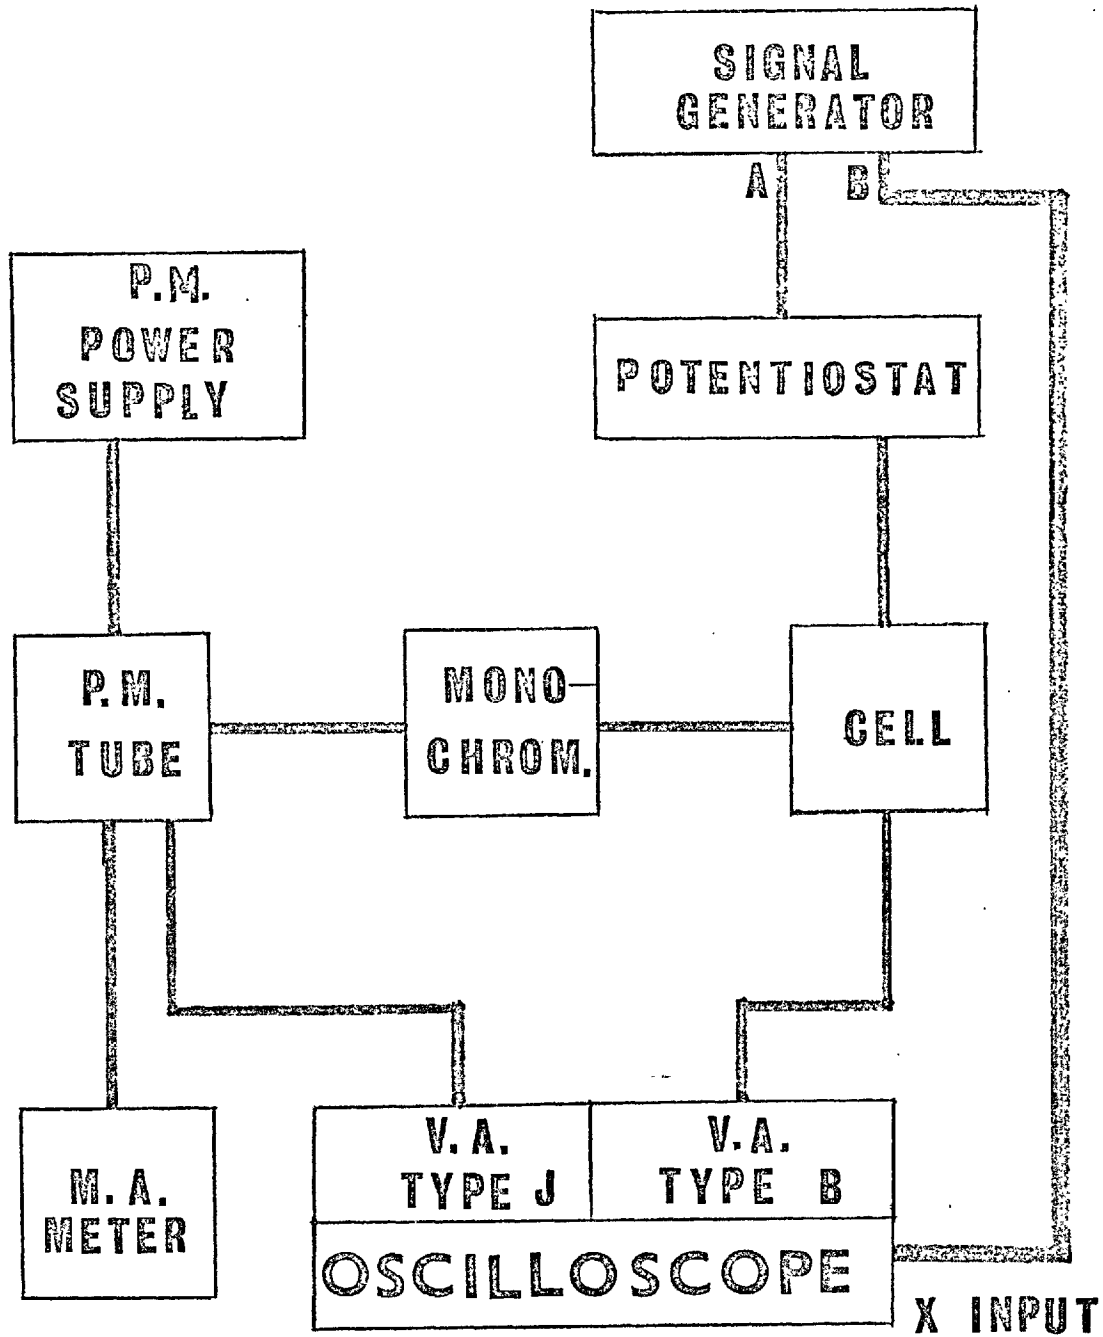 SIGNAL
GENERATOR
A B
P.M.
POWER
SUPPLY
POTENTIOSTAT
P.M.
TUBE
MONO-
CHROM.
CELL
M.A.
METER
V.A.
TYPE J
V.A.
TYPE B
OSCILLOSCOPE
X INPUT